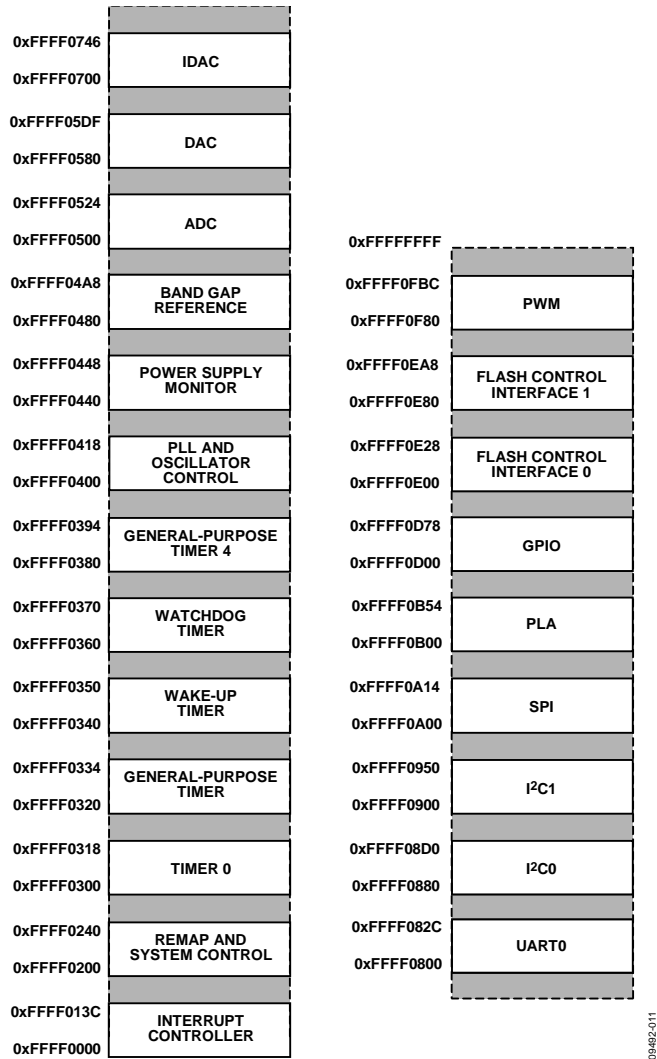 0xFFFF0746
IDAC
0xFFFF0700
0xFFFF05DF
DAC
0xFFFF0580
0xFFFF0524
ADC
0xFFFF0500
0xFFFF04A8
BAND GAP
REFERENCE
0xFFFF0480
0xFFFF0448
POWER SUPPLY
MONITOR
0xFFFF0440
0xFFFF0418
PLL AND
OSCILLATOR
CONTROL
0xFFFF0400
0xFFFF0394
GENERAL-PURPOSE
TIMER 4
0xFFFF0380
0xFFFF0370
WATCHDOG
TIMER
0xFFFF0360
0xFFFF0350
WAKE-UP
TIMER
0xFFFF0340
0xFFFF0334
GENERAL-PURPOSE
TIMER
0xFFFF0320
0xFFFF0318
TIMER 0
0xFFFF0300
0xFFFF0240
REMAP AND
SYSTEM CONTROL
0xFFFF0200
0xFFFF013C
INTERRUPT
CONTROLLER
0xFFFF0000
0xFFFFFFFF
0xFFFF0FBC
PWM
0xFFFF0F80
0xFFFF0EA8
FLASH CONTROL
INTERFACE 1
0xFFFF0E80
0xFFFF0E28
FLASH CONTROL
INTERFACE 0
0xFFFF0E00
0xFFFF0D78
GPIO
0xFFFF0D00
0xFFFF0B54
PLA
0xFFFF0B00
0xFFFF0A14
SPI
0xFFFF0A00
0xFFFF0950
I²C1
0xFFFF0900
0xFFFF08D0
I²C0
0xFFFF0880
0xFFFF082C
UART0
0xFFFF0800
09492-011